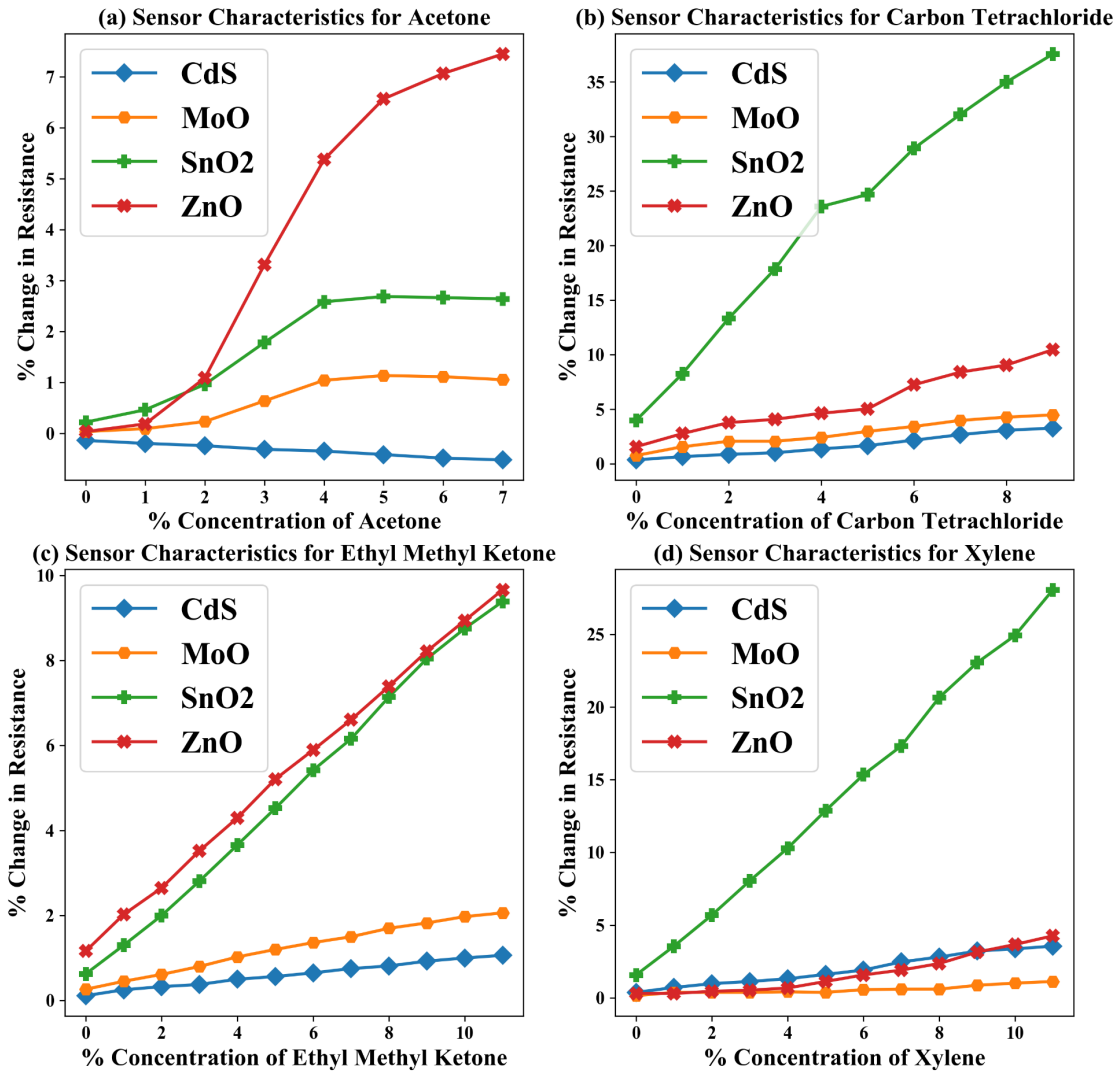 (a) Sensor Characteristics for Acetone
CdS
MoO
SnO2
ZnO
% Change in Resistance
7
6
5
4
3
2
1
0
0 1 2 3 4 5 6 7
% Concentration of Acetone
(b) Sensor Characteristics for Carbon Tetrachloride
CdS
MoO
SnO2
ZnO
% Change in Resistance
35
30
25
20
15
10
5
0
0 2 4 6 8
% Concentration of Carbon Tetrachloride
(c) Sensor Characteristics for Ethyl Methyl Ketone
CdS
MoO
SnO2
ZnO
% Change in Resistance
10
8
6
4
2
0
0 2 4 6 8 10
% Concentration of Ethyl Methyl Ketone
(d) Sensor Characteristics for Xylene
CdS
MoO
SnO2
ZnO
% Change in Resistance
25
20
15
10
5
0
0 2 4 6 8 10
% Concentration of Xylene